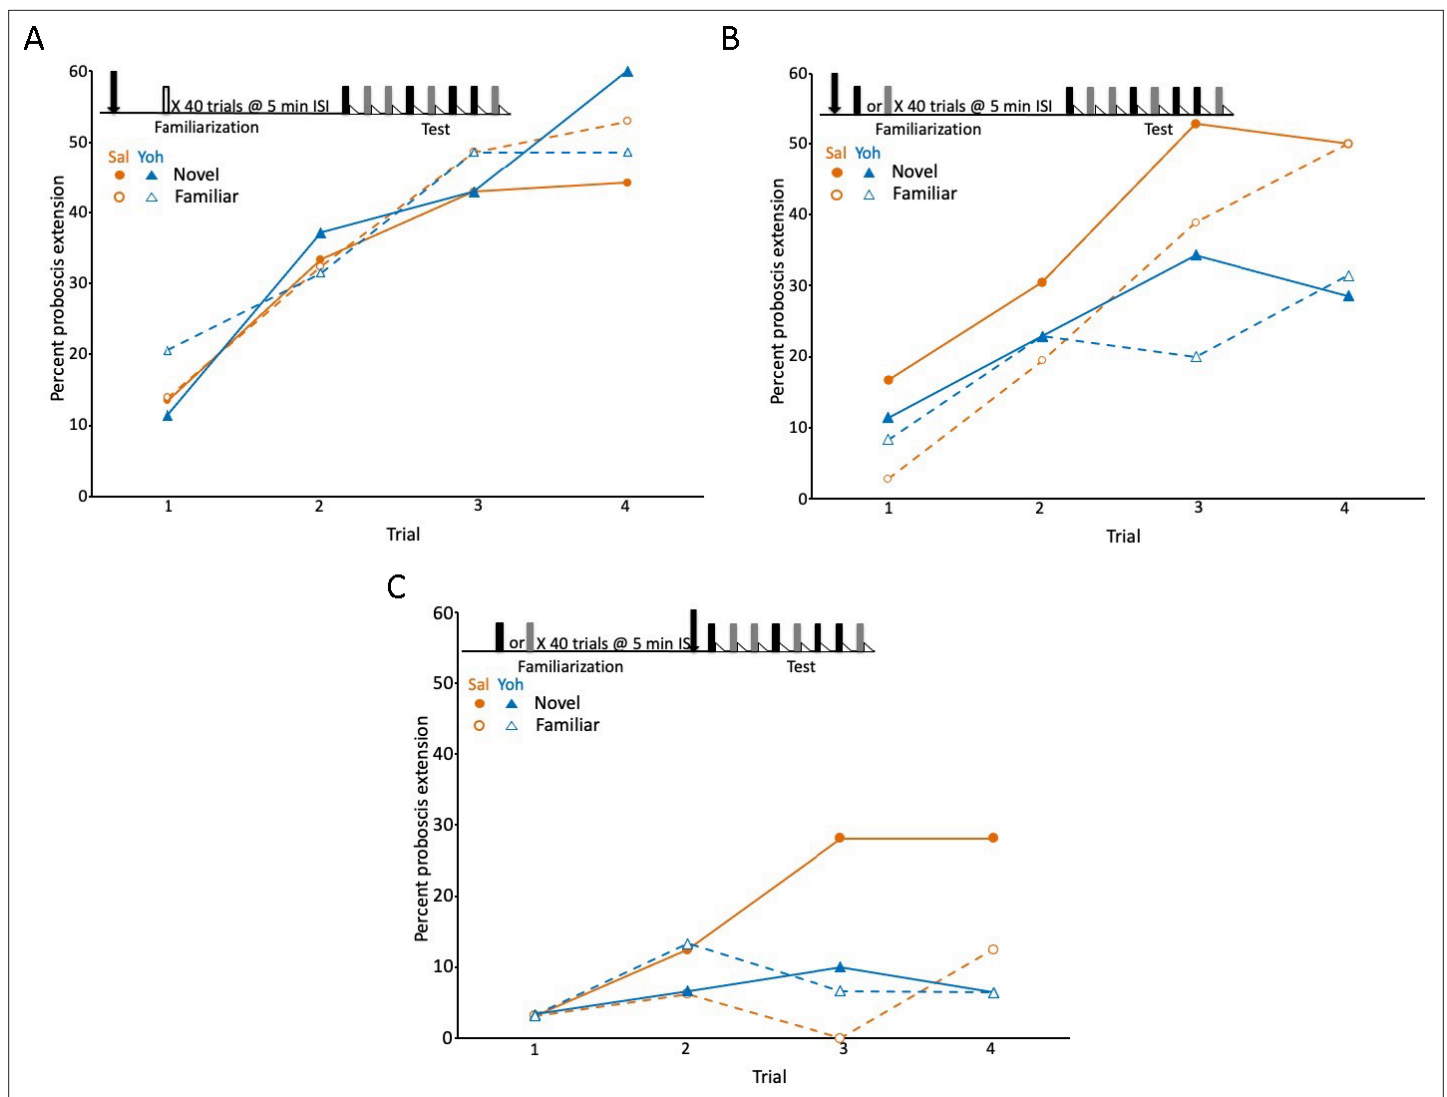 A
60
50
40
30
20
10
0
Percent proboscis extension
X 40 trials @ 5 min ISI
Familiarization
Test
Sal Yoh
Novel
Familiar
1 2 3 4
Trial
B
60
50
40
30
20
10
0
Percent proboscis extension
or X 40 trials @ 5 min ISI
Familiarization
Test
Sal Yoh
Novel
Familiar
1 2 3 4
Trial
C
60
50
40
30
20
10
0
Percent proboscis extension
or X 40 trials @ 5 min IS
Familiarization
Test
Sal Yoh
Novel
Familiar
1 2 3 4
Trial